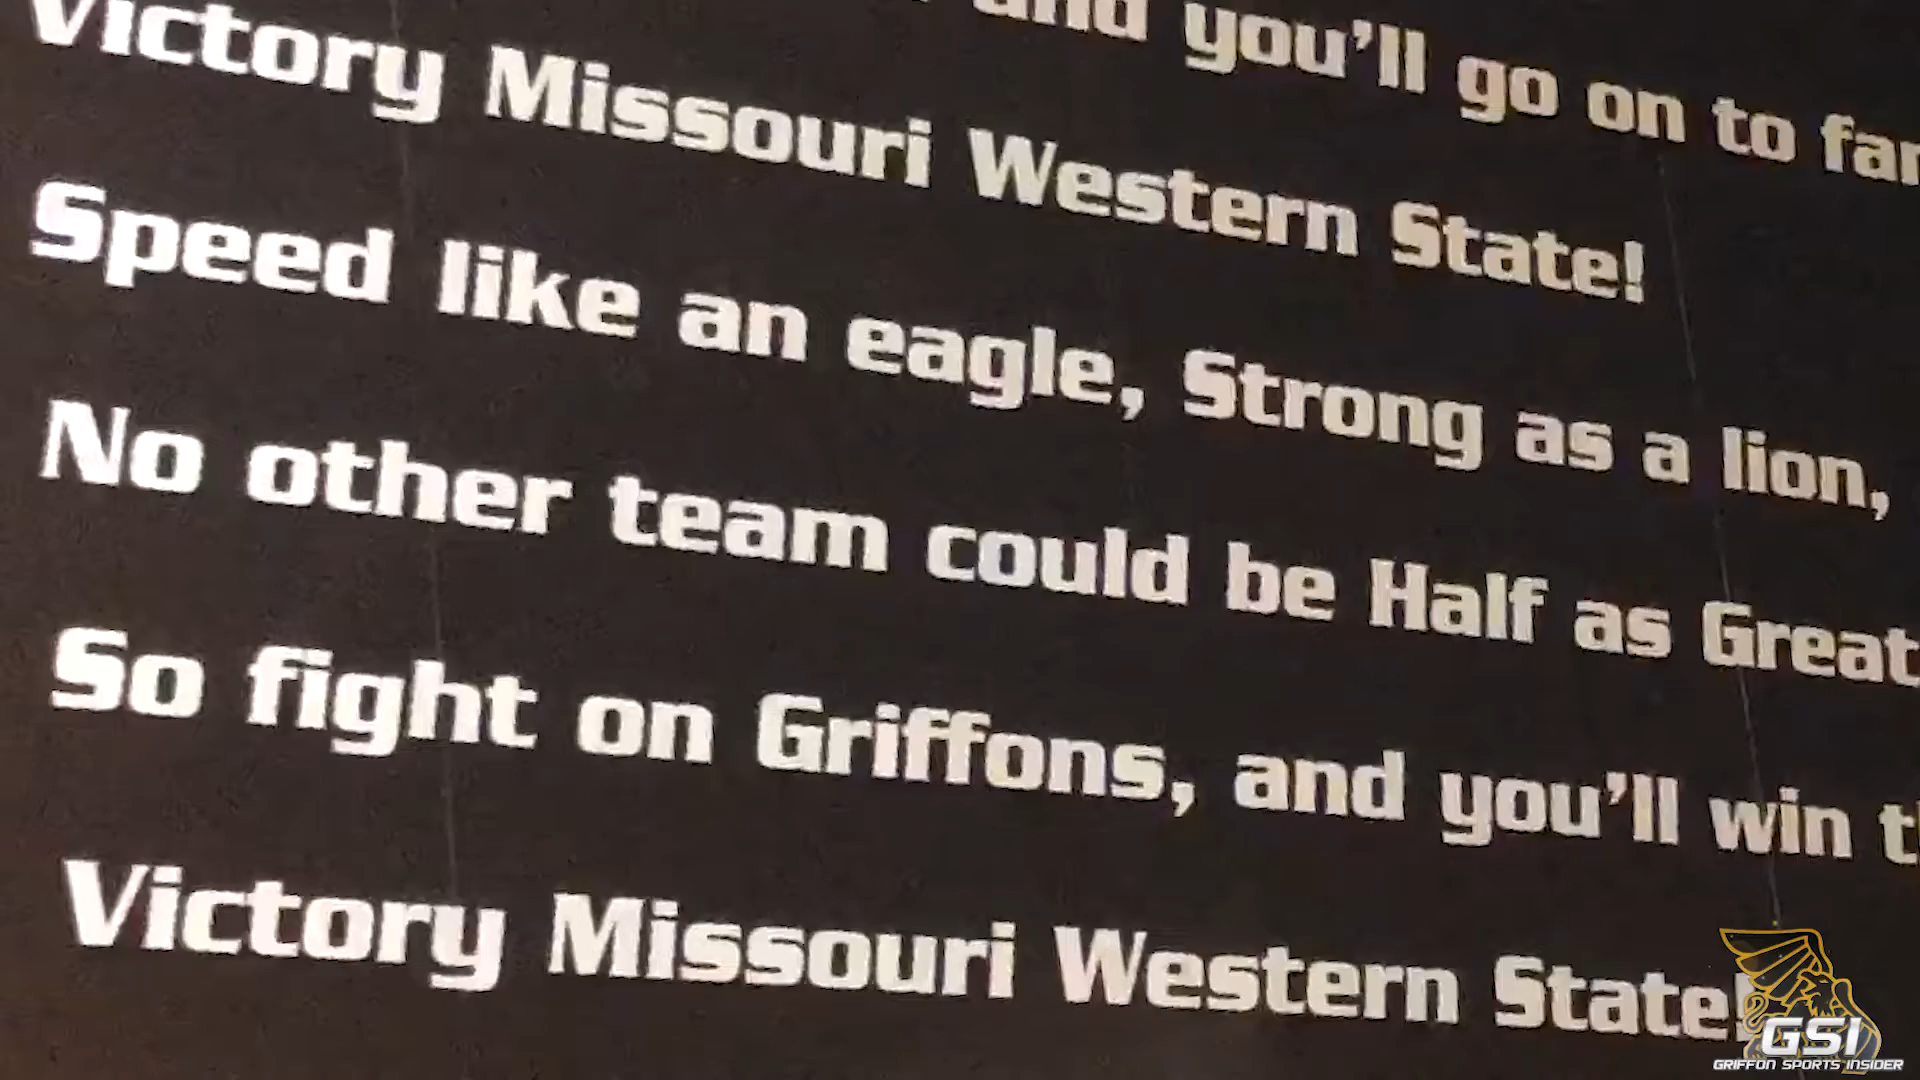 and you'll go on to
Victory Missouri Western State!
Speed like an eagle, Strong as a lion,
No other team could be Half as Great
So fight on Griffons, and you'll win
Victory Missouri Western State!
GSI
GRIFFON SPORTS INSIDER